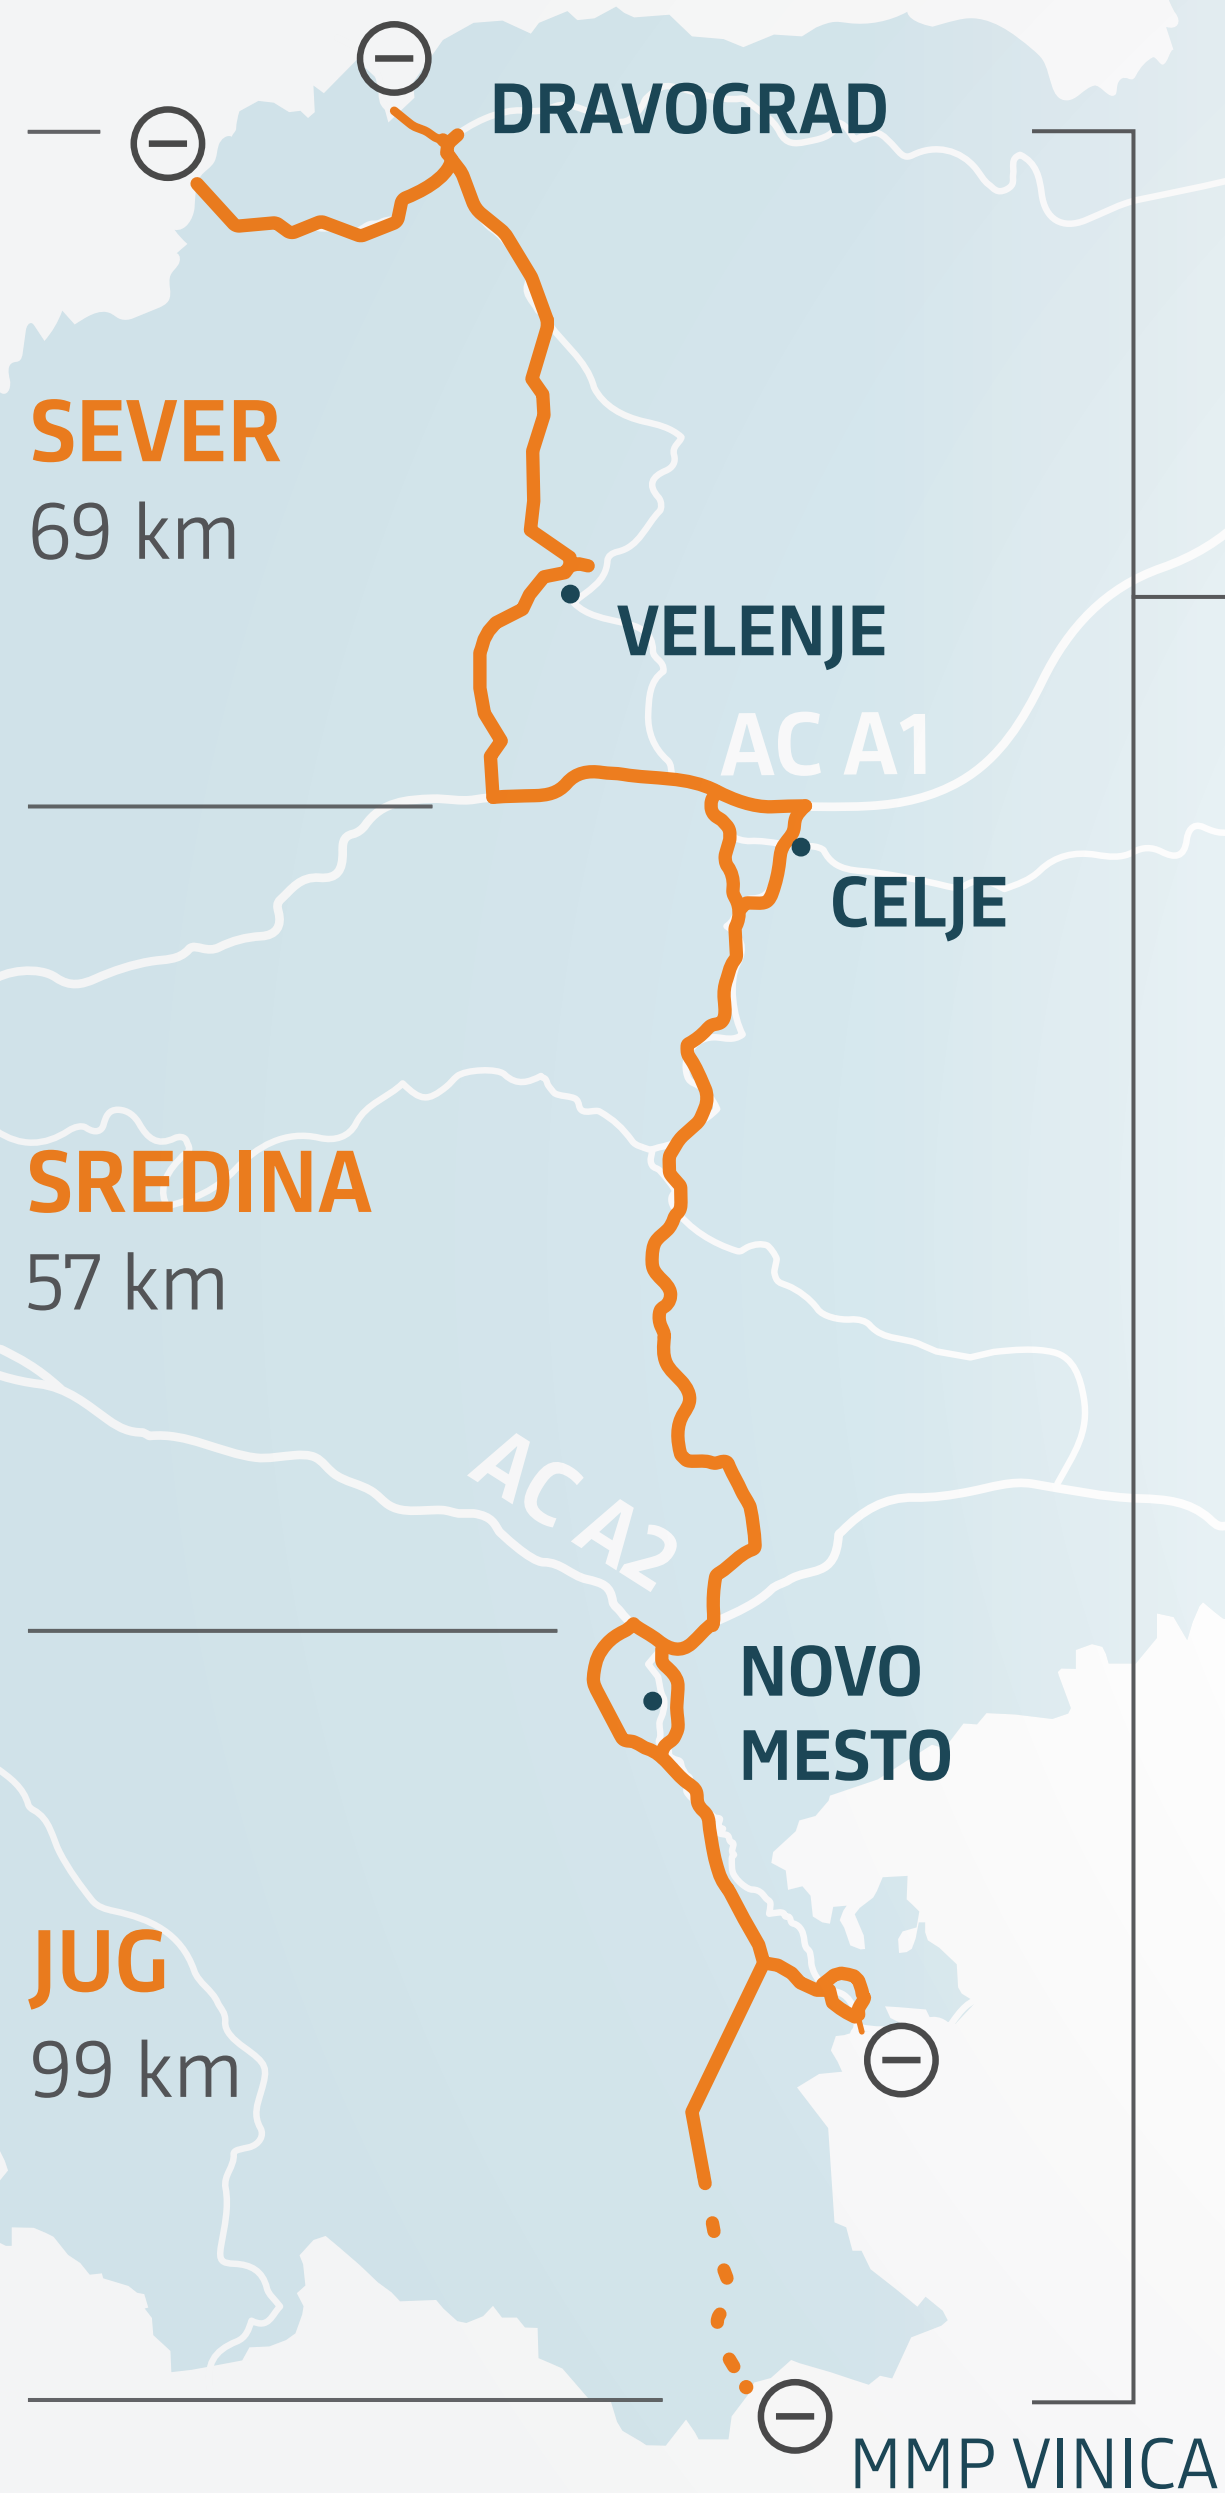 DRAVOGRAD
SEVER
69 km
VELENJE
AC A1
CELJE
SREDINA
57 km
AC A2
NOVO
MESTO
JUG
99 km
MMP VINICA